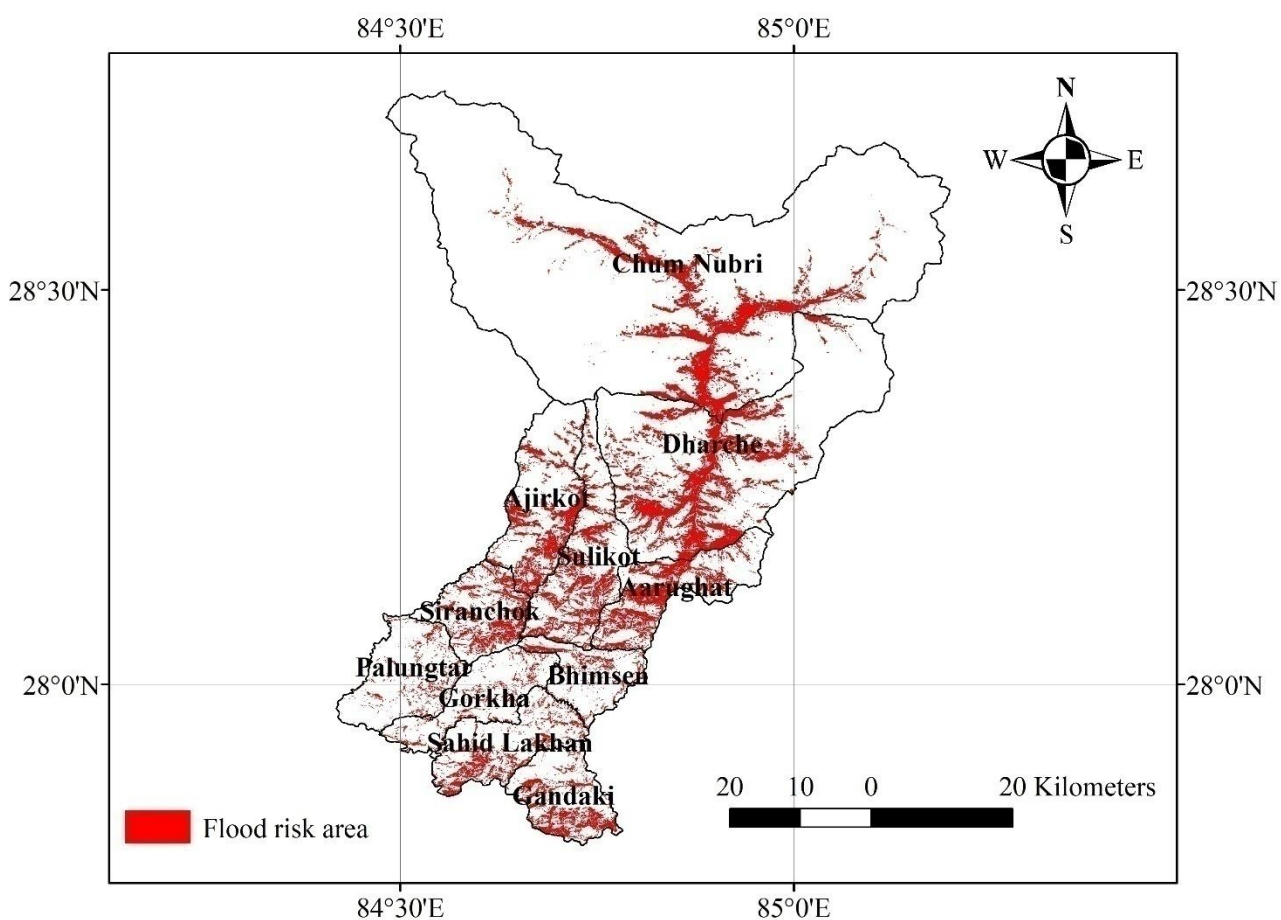 84°30'E 85°0'E
N
W E
S
28°30'N 28°30'N
Chum Nubri
Dharche
Ajirkot
Sulikot
Aarughat
Siranchok
Palungtar
Bhimsen
28°0'N 28°0'N
Gorkha
Sahid Lakhan
Gandaki
20 10 0 20 Kilometers
Flood risk area
84°30'E 85°0'E